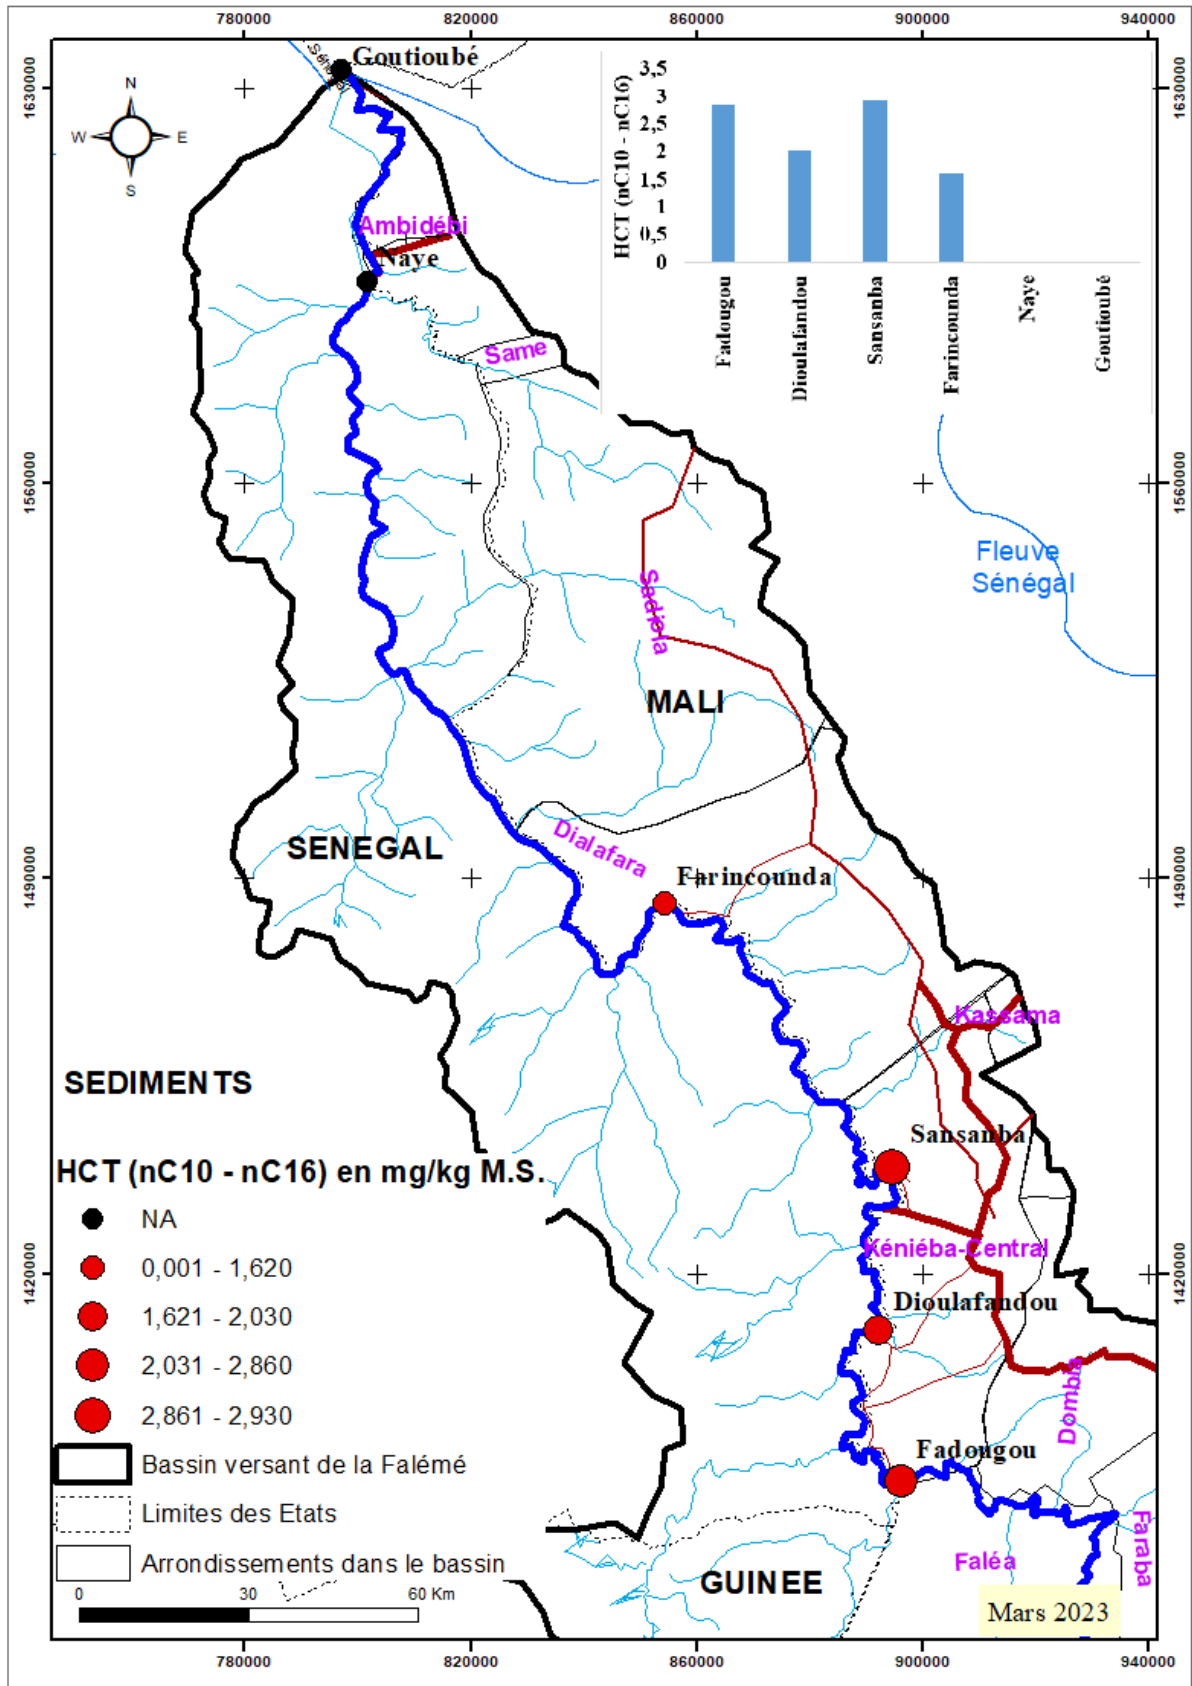 780000
820000
860000
900000
940000
1630000
1560000
1490000
1420000
1630000
1560000
1490000
1420000
N
W
E
S
Sénégal
Goutioubé
HCT (nC10 - nC16)
3,5
3
2,5
2
1,5
1
0,5
0
Fadougou
Dioulafandou
Sansanba
Farincounda
Naye
Goutioubé
Ambidébi
Naye
Same
Fleuve
Sénégal
Sadiola
MALI
Dialafara
SENEGAL
Farincounda
Kassama
SEDIMENTS
Sansanba
HCT (nC10 - nC16) en mg/kg M.S.
NA
0,001 - 1,620
1,621 - 2,030
2,031 - 2,860
2,861 - 2,930
Bassin versant de la Falémé
Limites des Etats
Arrondissements dans le bassin
0
30
60 Km
Kéniéba-Central
Dioulafandou
Dombia
Fadougou
Faraba
Faléa
GUINEE
Mars 2023
780000
820000
860000
900000
940000